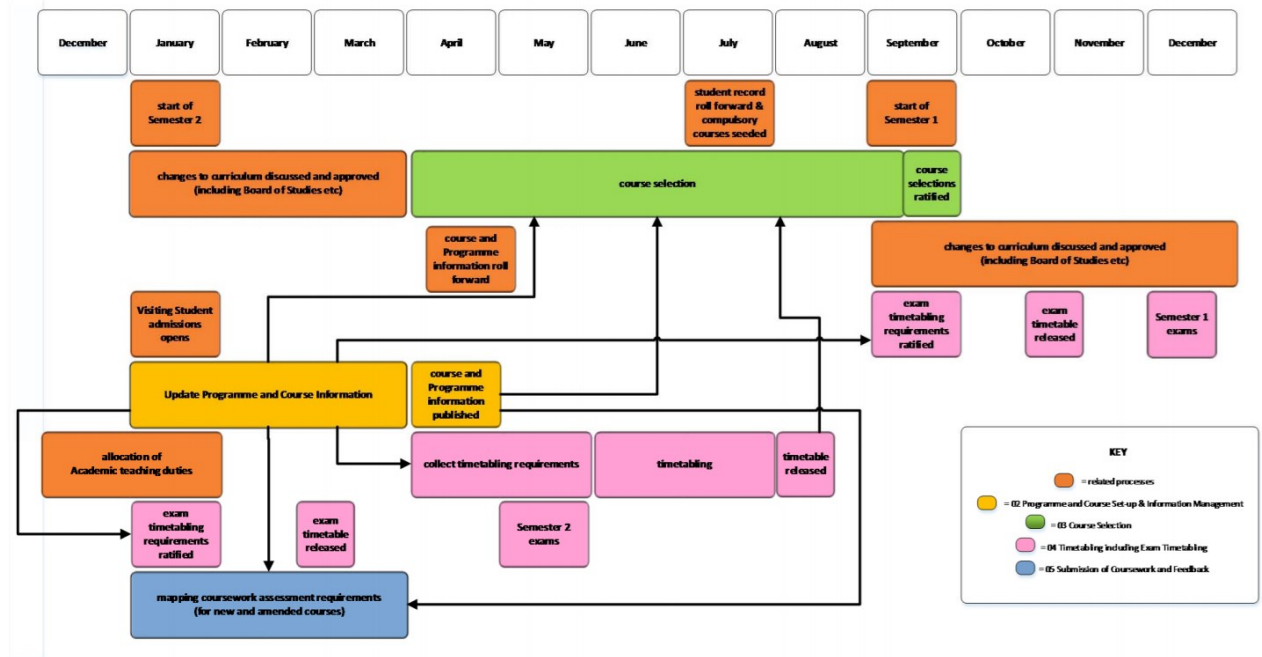 December
January
February
March
April
May
June
July
August
September
October
November
December
start of
Semester 2
student record
roll forward &
compulsory
courses seeded
start of
Semester 1
changes to curriculum discussed and approved
(including Board of Studies etc)
course selection
course
selections
ratified
course and
Programme
information roll
forward
changes to curriculum discussed and approved
(including Board of Studies etc)
Visiting Student
admissions
opens
exam
timetabling
requirements
ratified
exam
timetable
released
Semester 1
exams
Update Programme and Course Information
course and
Programme
information
published
allocation of
Academic teaching duties
collect timetabling requirements
timetabling
timetable
released
exam
timetabling
requirements
ratified
exam
timetable
released
Semester 2
exams
mapping coursework assessment requirements
(for new and amended courses)
KEY
= related processes
= 02 Programme and Course Set-up & Information Management
= 03 Course Selection
= 04 Timetabling including Exam Timetabling
= 05 Submission of Coursework and Feedback